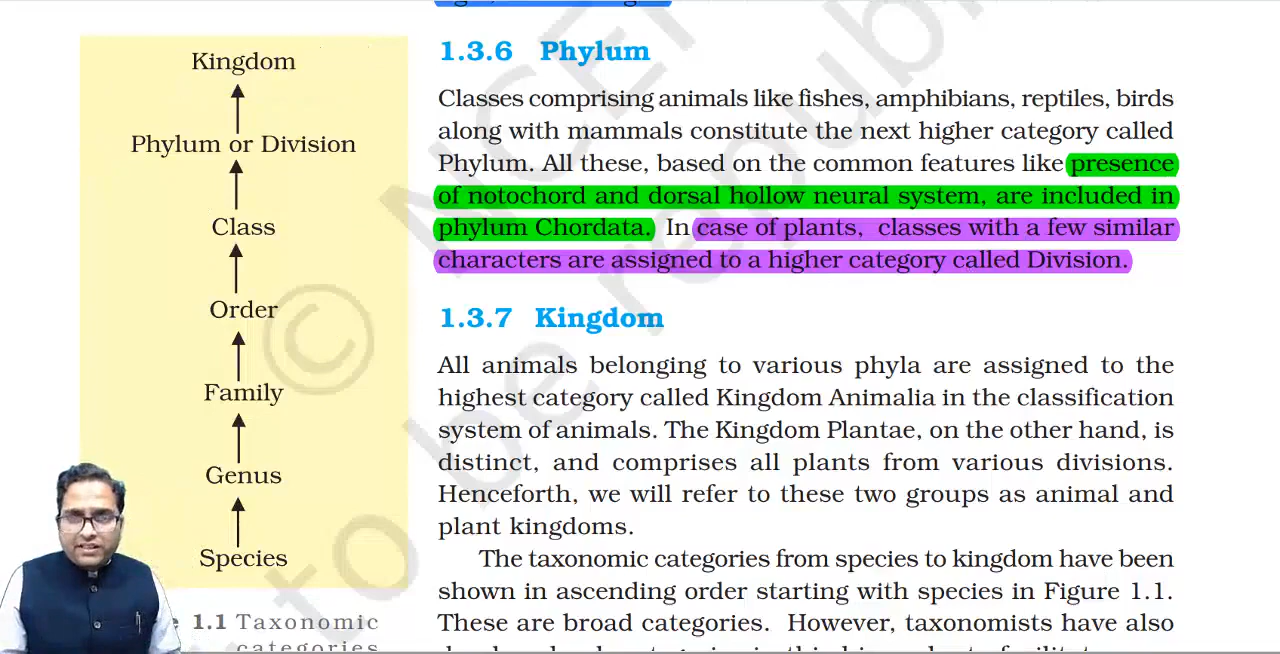 Kingdom
Phylum or Division
Class
Order
Family
Genus
Species
1.1 Taxonomic
categories
1.3.6 Phylum
Classes comprising animals like fishes, amphibians, reptiles, birds
along with mammals constitute the next higher category called
Phylum. All these, based on the common features like presence
of notochord and dorsal hollow neural system, are included in
phylum Chordata. In case of plants, classes with a few similar
characters are assigned to a higher category called Division.
1.3.7 Kingdom
All animals belonging to various phyla are assigned to the
highest category called Kingdom Animalia in the classification
system of animals. The Kingdom Plantae, on the other hand, is
distinct, and comprises all plants from various divisions.
Henceforth, we will refer to these two groups as animal and
plant kingdoms.
The taxonomic categories from species to kingdom have been
shown in ascending order starting with species in Figure 1.1.
These are broad categories. However, taxonomists have also
© NCE
to be republ